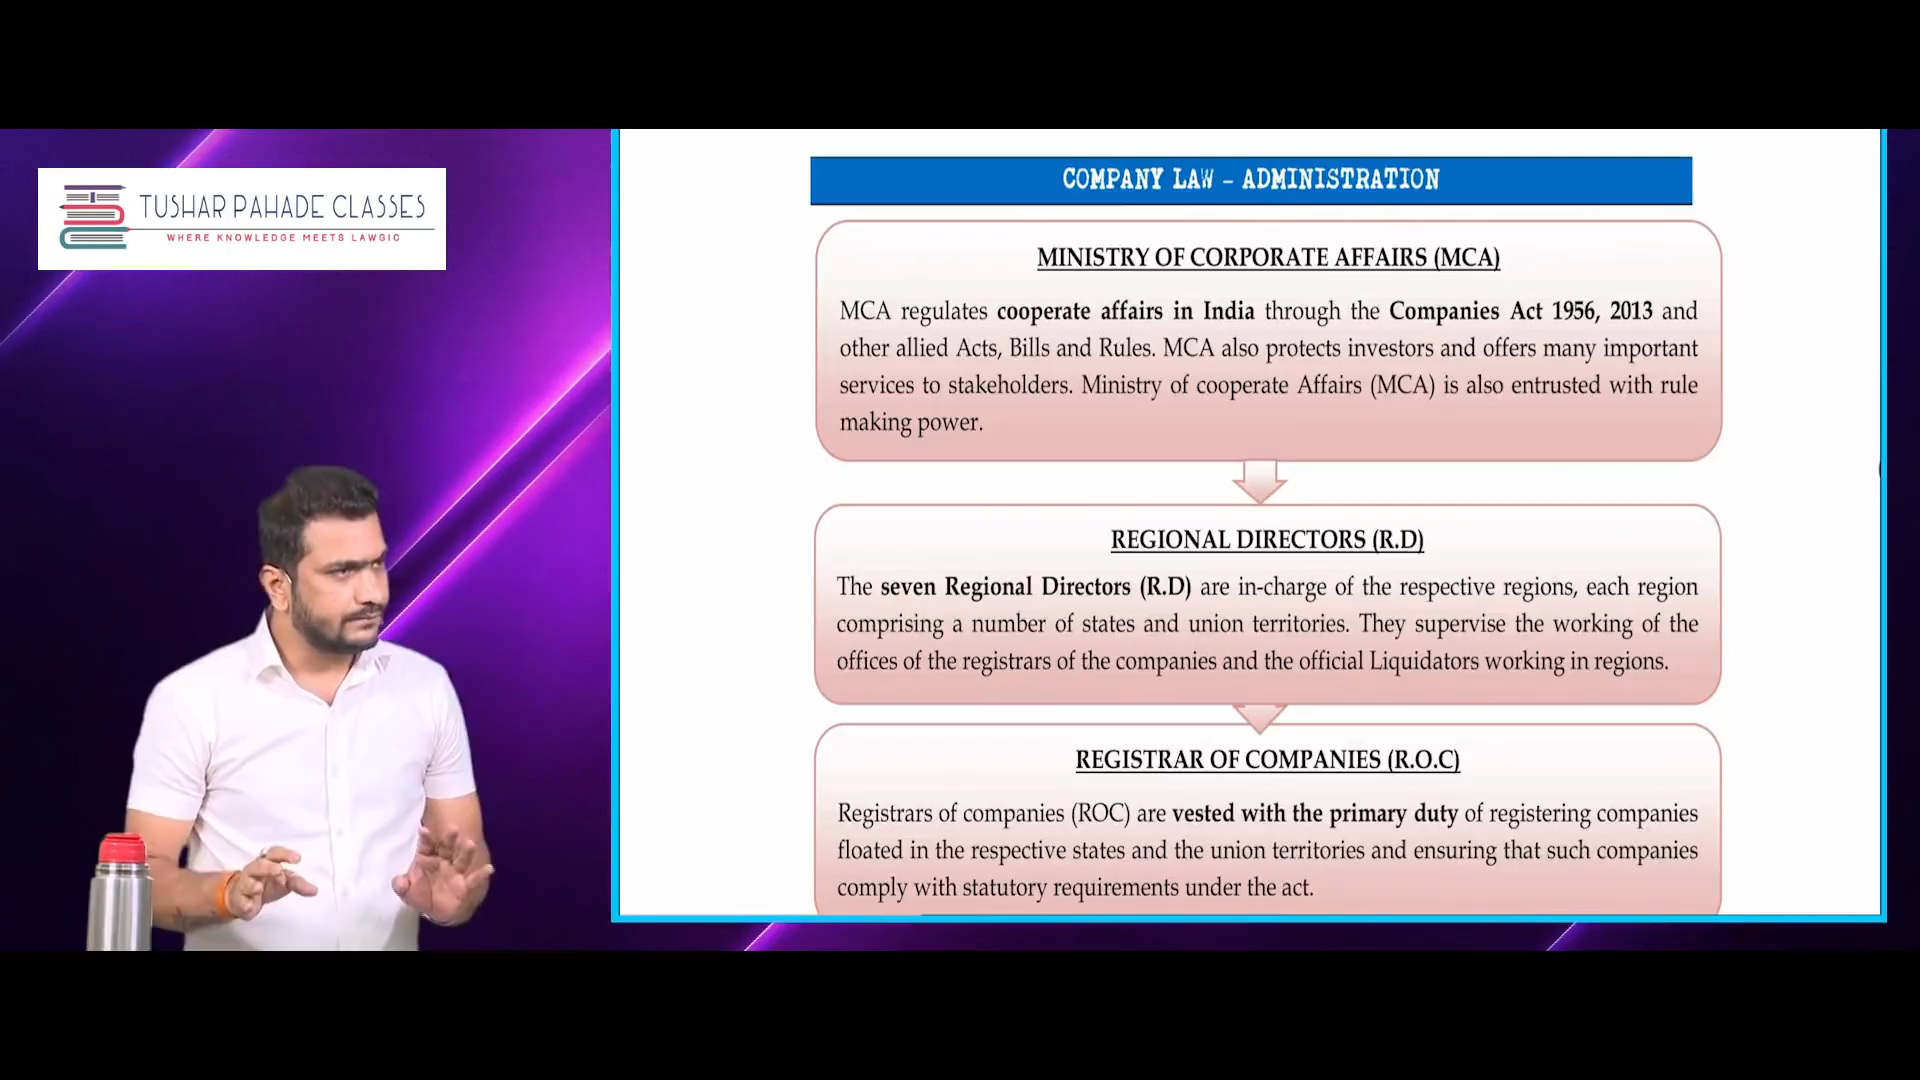 TUSHAR PAHADE CLASSES
WHERE KNOWLEDGE MEETS LAWGIC
COMPANY LAW – ADMINISTRATION
MINISTRY OF CORPORATE AFFAIRS (MCA)
MCA regulates cooperate affairs in India through the Companies Act 1956, 2013 and
other allied Acts, Bills and Rules. MCA also protects investors and offers many important
services to stakeholders. Ministry of cooperate Affairs (MCA) is also entrusted with rule
making power.
REGIONAL DIRECTORS (R.D)
The seven Regional Directors (R.D) are in-charge of the respective regions, each region
comprising a number of states and union territories. They supervise the working of the
offices of the registrars of the companies and the official Liquidators working in regions.
REGISTRAR OF COMPANIES (R.O.C)
Registrars of companies (ROC) are vested with the primary duty of registering companies
floated in the respective states and the union territories and ensuring that such companies
comply with statutory requirements under the act.